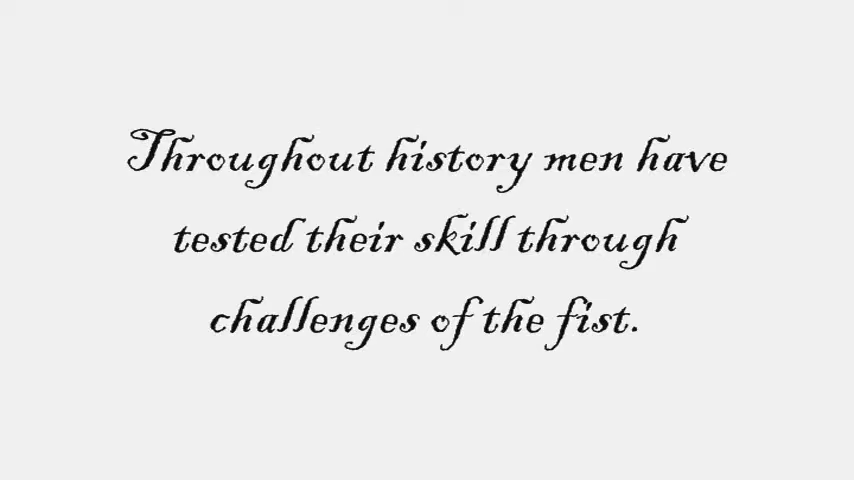 Throughout history men have
tested their skill through
challenges of the fist.